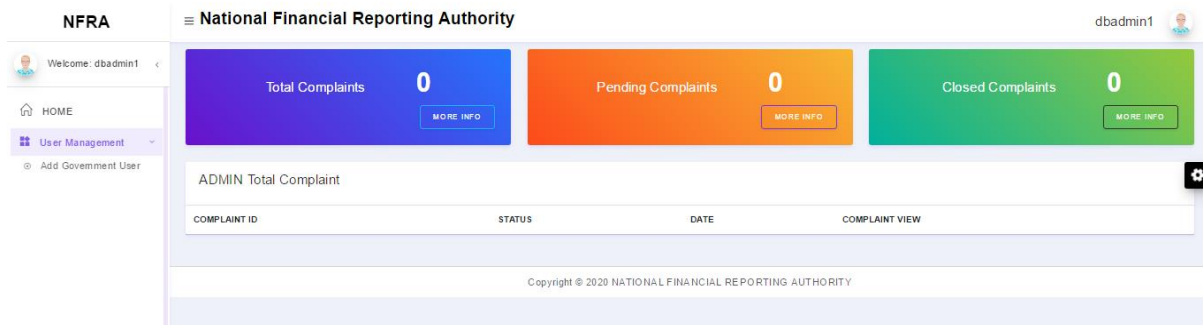 NFRA
National Financial Reporting Authority
dbadmin1
Welcome: dbadmin1
HOME
User Management
Add Government User
Total Complaints 0
MORE INFO
Pending Complaints 0
MORE INFO
Closed Complaints 0
MORE INFO
ADMIN Total Complaint
COMPLAINT ID STATUS DATE COMPLAINT VIEW
Copyright © 2020 NATIONAL FINANCIAL REPORTING AUTHORITY